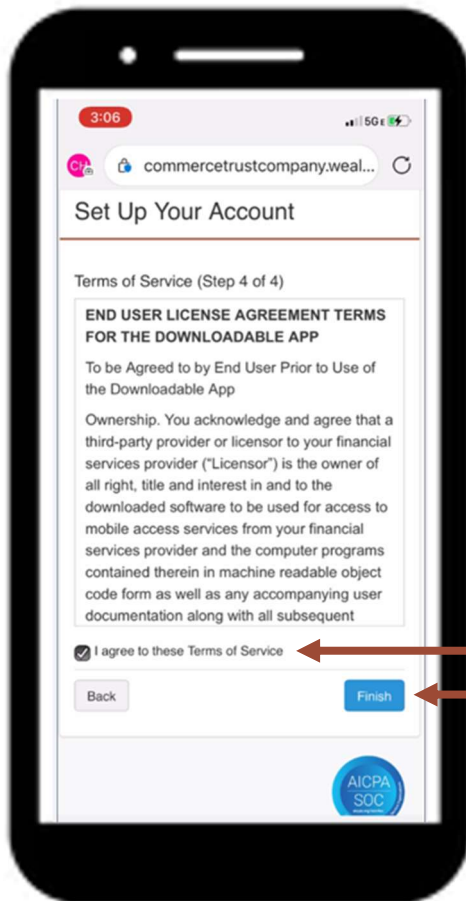 3:06
5G E
CH
commercetrustcompany.weal...
Set Up Your Account
Terms of Service (Step 4 of 4)
END USER LICENSE AGREEMENT TERMS
FOR THE DOWNLOADABLE APP
To be Agreed to by End User Prior to Use of
the Downloadable App
Ownership. You acknowledge and agree that a
third-party provider or licensor to your financial
services provider (“Licensor”) is the owner of
all right, title and interest in and to the
downloaded software to be used for access to
mobile access services from your financial
services provider and the computer programs
contained therein in machine readable object
code form as well as any accompanying user
documentation along with all subsequent
I agree to these Terms of Service
Back
Finish
AICPA
SOC